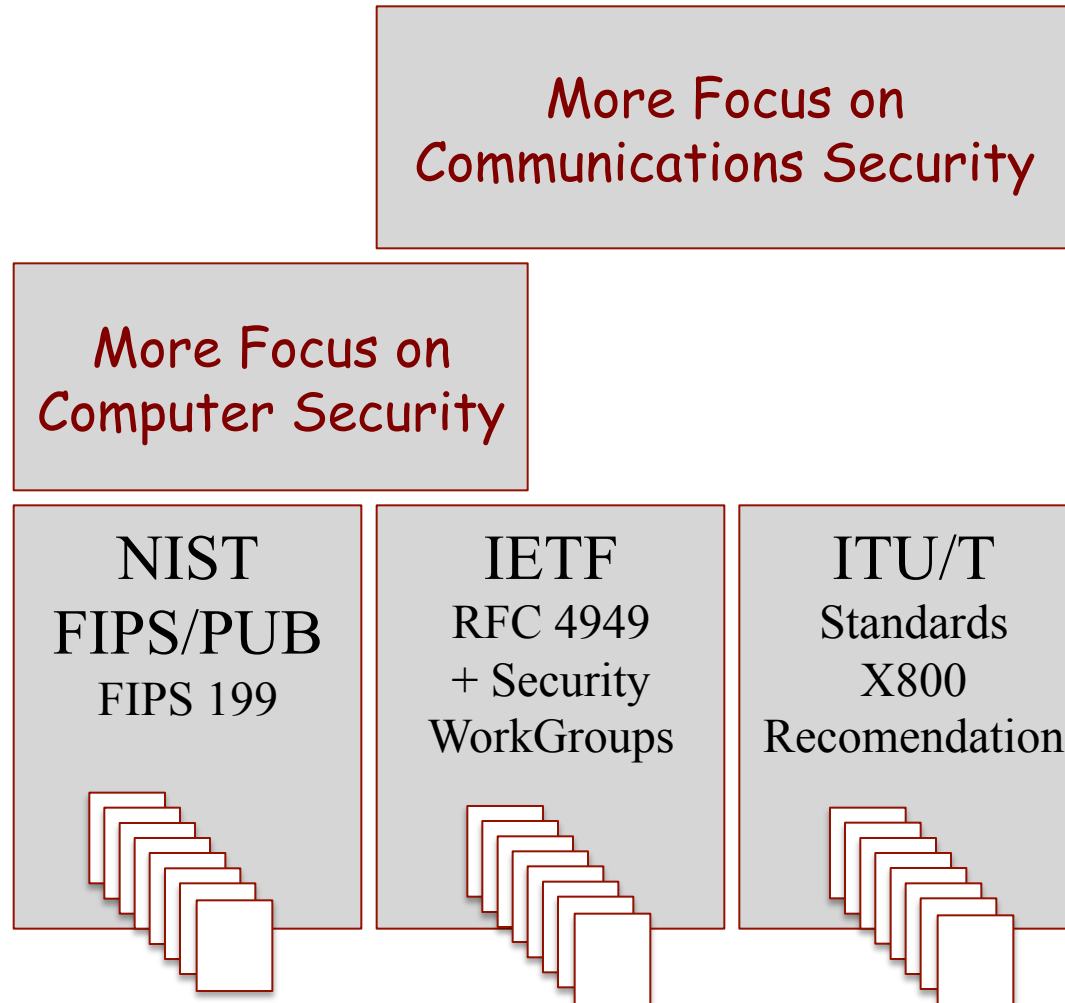 More Focus on
Communications Security
More Focus on
Computer Security
NIST
FIPS/PUB
FIPS 199
IETF
RFC 4949
+ Security
WorkGroups
ITU/T
Standards
X800
Recomendation